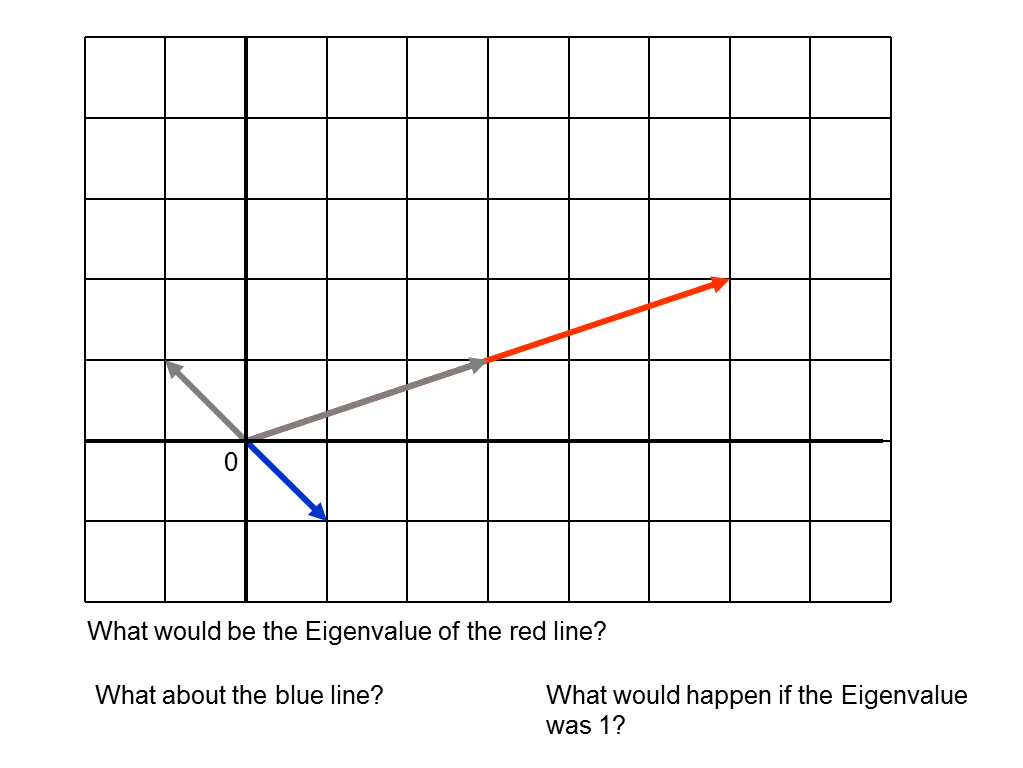 0
What would be the Eigenvalue of the red line?
What about the blue line?
What would happen if the Eigenvalue
was 1?